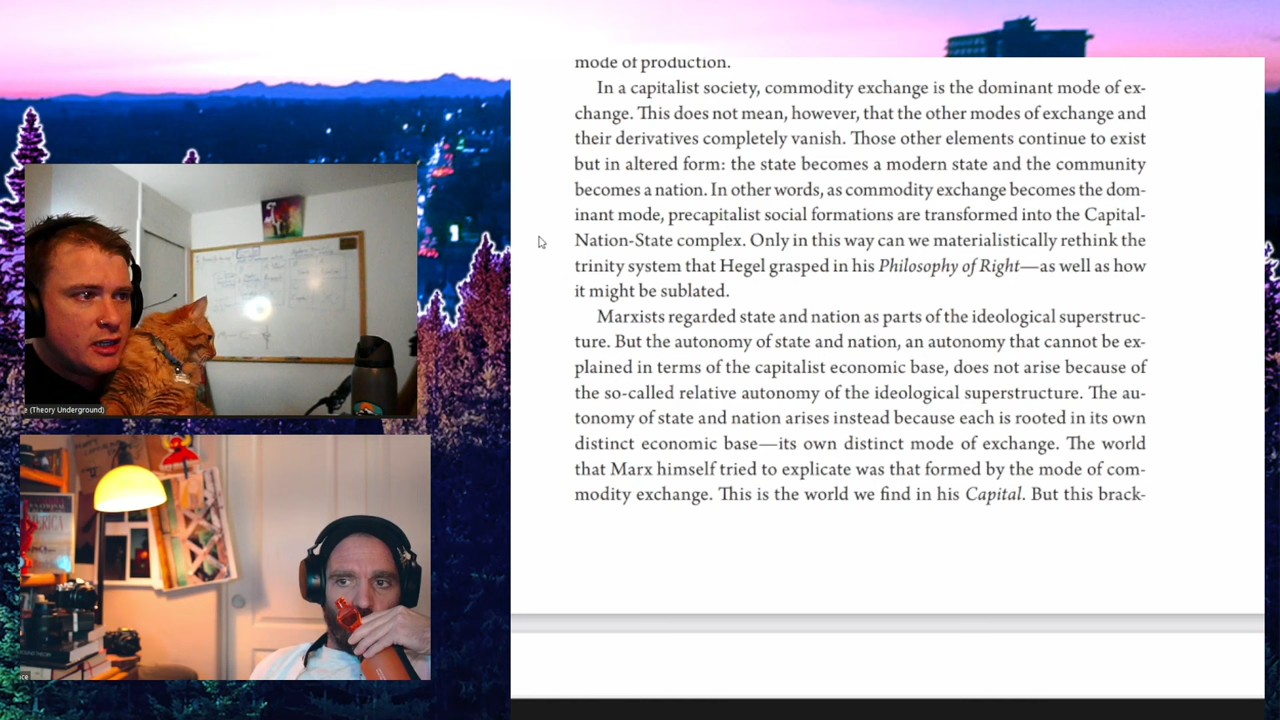 mode of production.
In a capitalist society, commodity exchange is the dominant mode of ex-
change. This does not mean, however, that the other modes of exchange and
their derivatives completely vanish. Those other elements continue to exist
but in altered form: the state becomes a modern state and the community
becomes a nation. In other words, as commodity exchange becomes the dom-
inant mode, precapitalist social formations are transformed into the Capital-
Nation-State complex. Only in this way can we materialistically rethink the
trinity system that Hegel grasped in his Philosophy of Right—as well as how
it might be sublated.
Marxists regarded state and nation as parts of the ideological superstruc-
ture. But the autonomy of state and nation, an autonomy that cannot be ex-
plained in terms of the capitalist economic base, does not arise because of
the so-called relative autonomy of the ideological superstructure. The au-
tonomy of state and nation arises instead because each is rooted in its own
distinct economic base—its own distinct mode of exchange. The world
that Marx himself tried to explicate was that formed by the mode of com-
modity exchange. This is the world we find in his Capital. But this brack-
(Theory Underground)